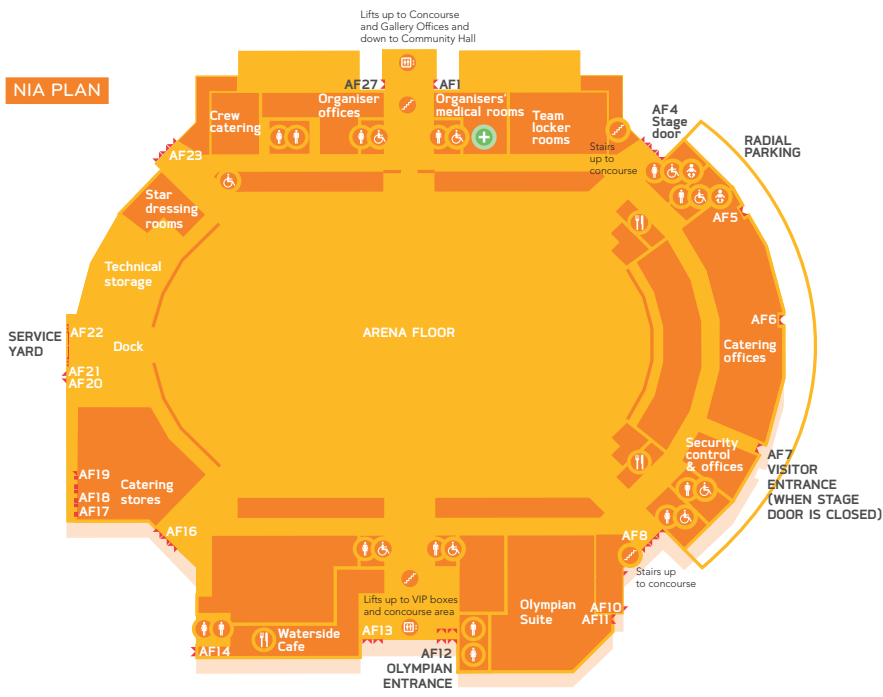 Lifts up to Concourse
and Gallery Offices and
down to Community Hall
NIA PLAN
AF27
AF1
Crew
catering
Organiser
offices
Organisers'
medical rooms
Team
locker
rooms
AF4
Stage
door
Stairs
up to
concourse
RADIAL
PARKING
AF23
Star
dressing
rooms
AF5
Technical
storage
SERVICE
YARD
AF22
Dock
ARENA FLOOR
AF6
Catering
offices
AF21
AF20
Security
control
& offices
AF7
VISITOR
ENTRANCE
(WHEN STAGE
DOOR IS CLOSED)
AF19
AF18
AF17
Catering
stores
AF16
AF8
Stairs up
to concourse
Lifts up to VIP boxes
and concourse area
Olympian
Suite
AF10
AF11
Waterside
Cafe
AF13
AF14
AF12
OLYMPIAN
ENTRANCE